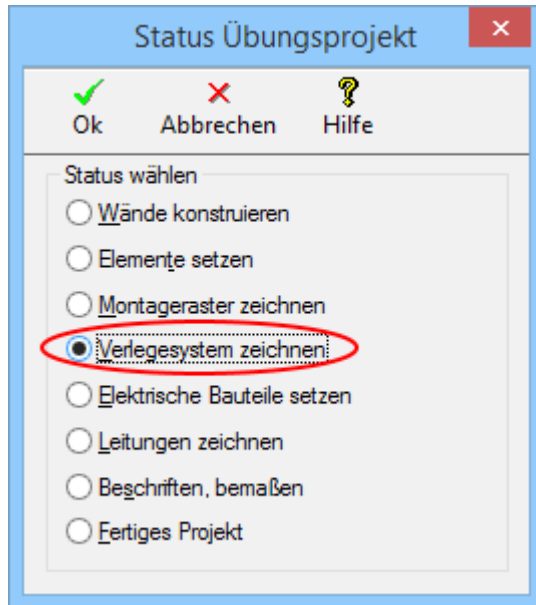 Status Übungsprojekt
Ok Abbrechen Hilfe
Status wählen
Wände konstruieren
Elemente setzen
Montageraster zeichnen
Verlegesystem zeichnen
Elektrische Bauteile setzen
Leitungen zeichnen
Beschriften, bemaßen
Fertiges Projekt